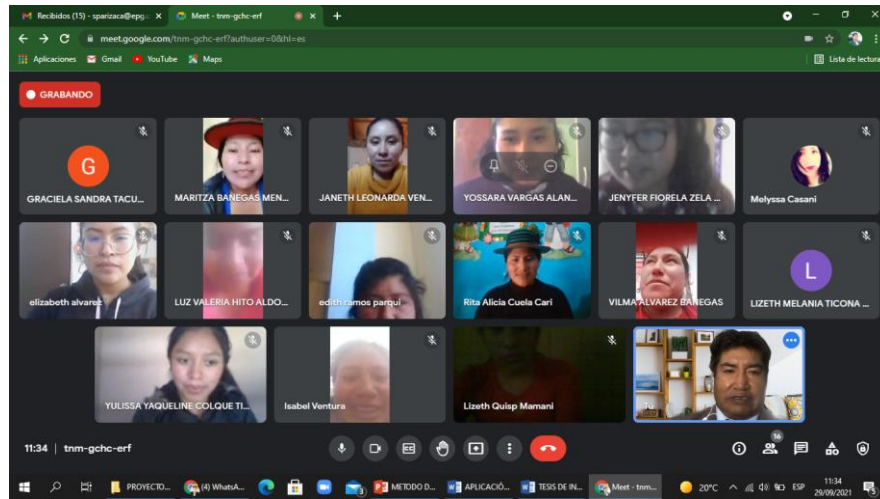 Recibidos (15) - sparizaca@epg.
Meet - tnm-gchc-erf
meet.google.com/tnm-gchc-erf?authuser=0&hl=es
Aplicaciones
Gmail
YouTube
Maps
Lista de lectura
GRABANDO
G
GRACIELA SANDRA TACU...
MARITZA BANEGAS MEN...
JANETH LEONARDA VEN...
YOSSARA VARGAS ALAN...
JENYFER FIORELA ZELA ...
Melyssa Casani
elizabeth alvarez
LUZ VALERIA HITO ALDO...
edith ramos parqui
Rita Alicia Cuela Cari
VILMA ALVAREZ BANEGAS
L
LIZETH MELANIA TICONA ...
YULISSA YAQUELINE COLQUE TI...
Isabel Ventura
Lizeth Quisp Mamani
Tú
11:34 | tnm-gchc-erf
16
PROYECTO...
(4) WhatsA...
METODO D...
APLICACIÓ...
TESIS DE IN...
Meet - tnm...
20°C
ESP
11:34
29/09/2021